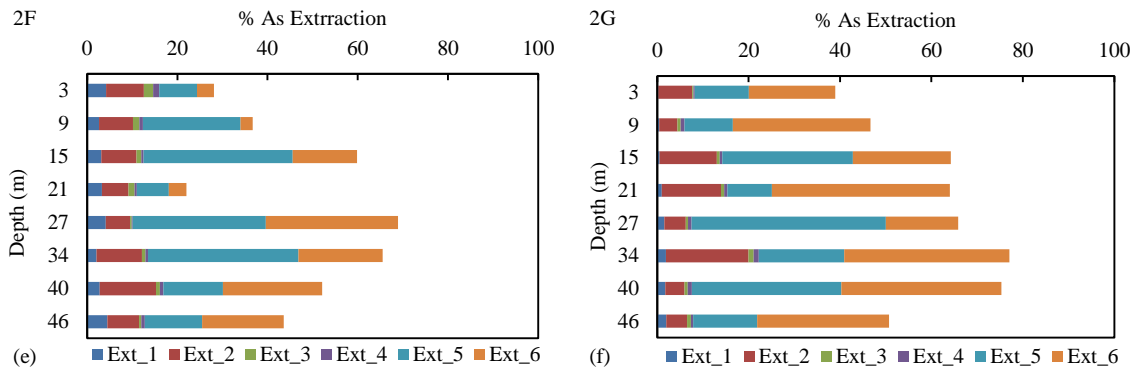 2F
% As Extrraction
0 20 40 60 80 100
Depth (m)
3
9
15
21
27
34
40
46
(e)
Ext_1 Ext_2 Ext_3 Ext_4 Ext_5 Ext_6
2G
% As Extraction
0 20 40 60 80 100
Depth (m)
3
9
15
21
27
34
40
46
(f)
Ext_1 Ext_2 Ext_3 Ext_4 Ext_5 Ext_6